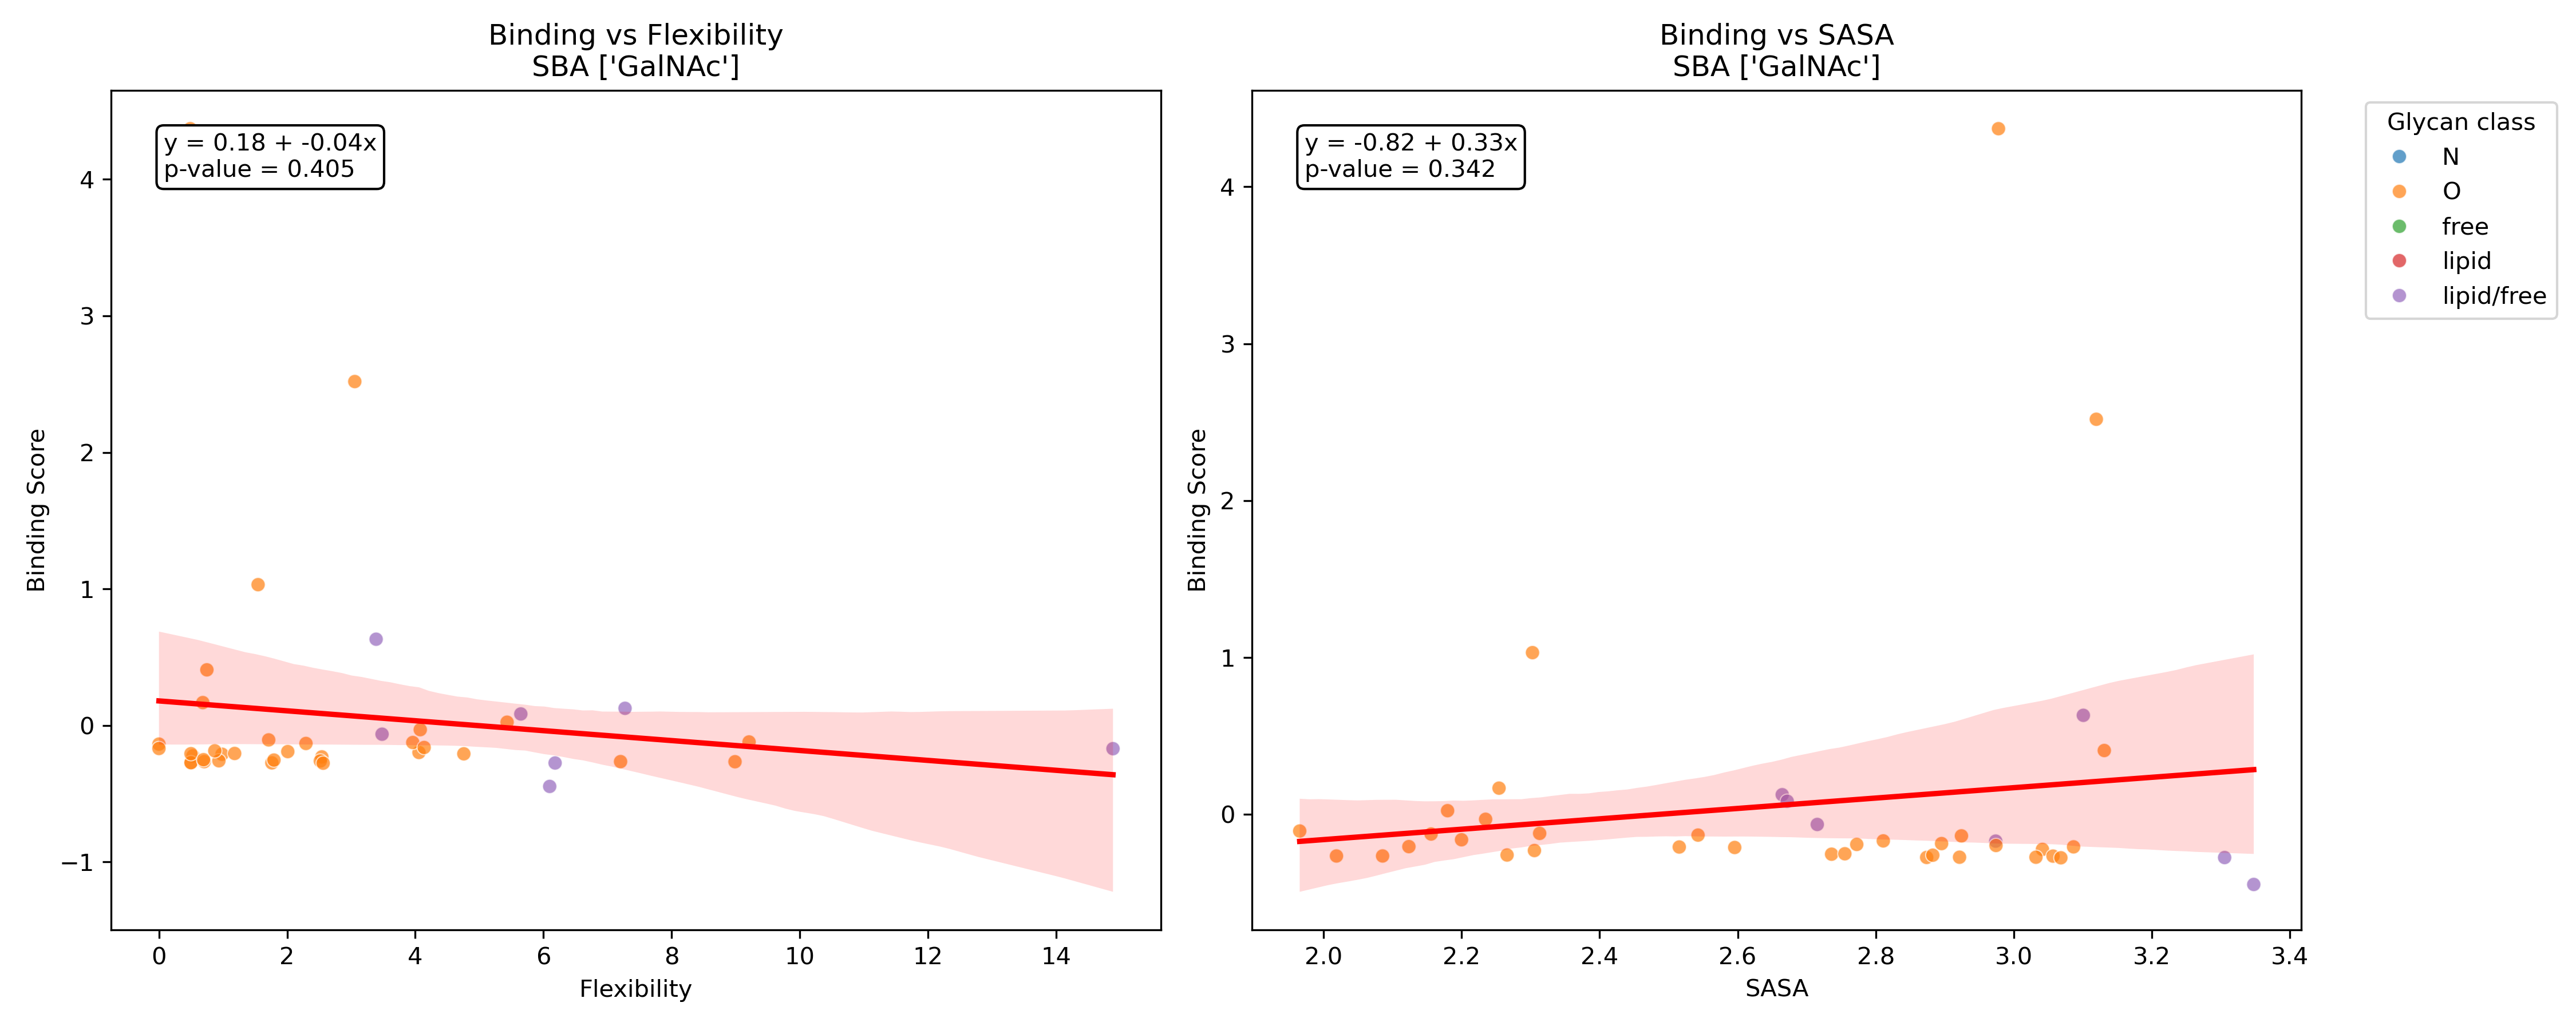 Binding vs Flexibility
SBA ['GalNAc']
y = 0.18 + -0.04x
p-value = 0.405
Binding Score
4
3
2
1
0
−1
0 2 4 6 8 10 12 14
Flexibility
Binding vs SASA
SBA ['GalNAc']
y = -0.82 + 0.33x
p-value = 0.342
Binding Score
4
3
2
1
0
2.0 2.2 2.4 2.6 2.8 3.0 3.2 3.4
SASA
Glycan class
N
O
free
lipid
lipid/free